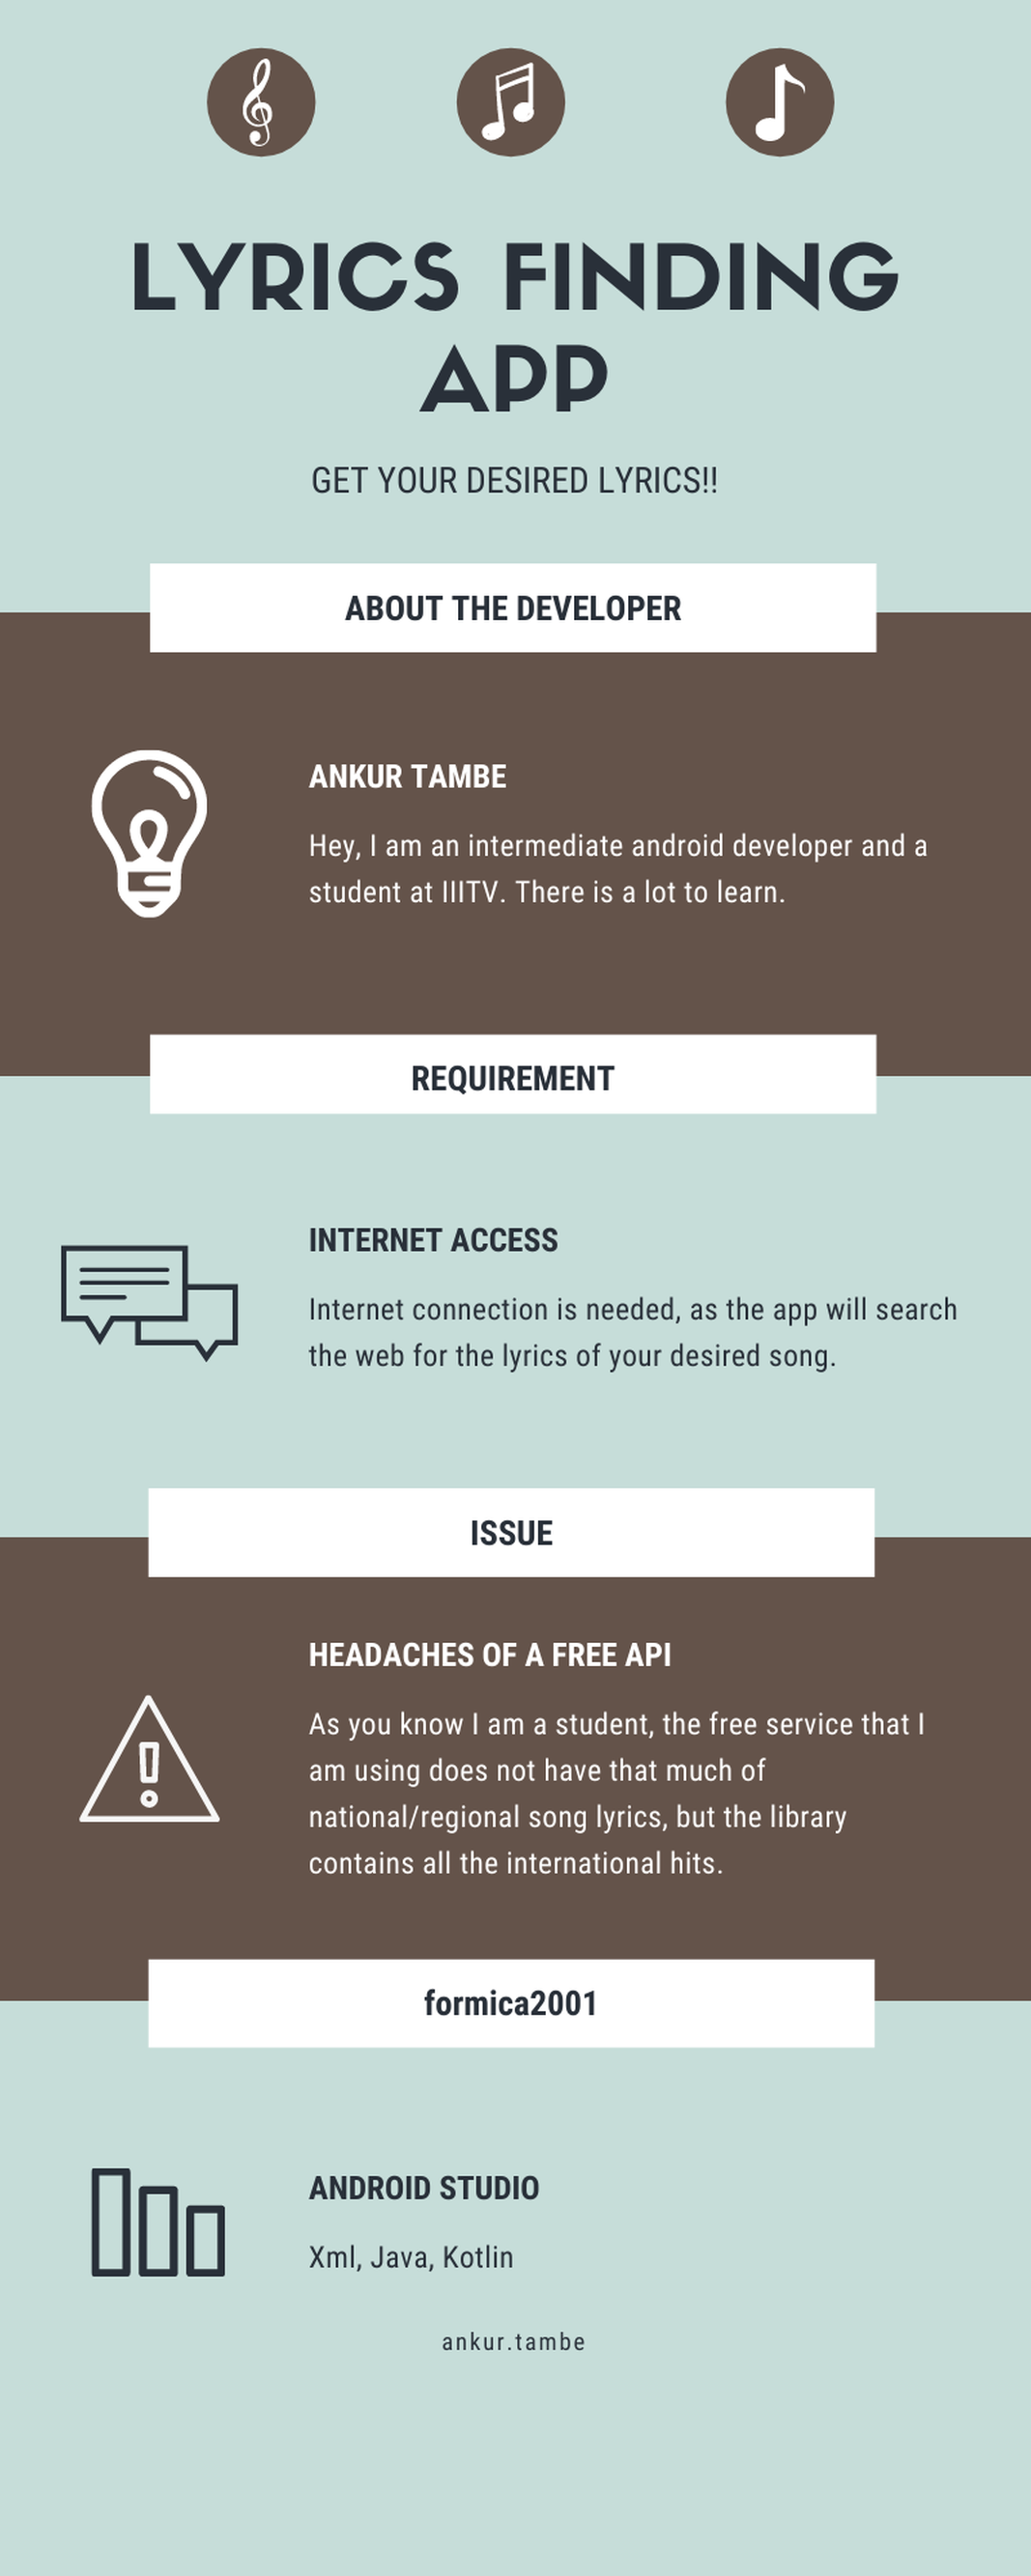 LYRICS FINDING
APP
GET YOUR DESIRED LYRICS!!
ABOUT THE DEVELOPER
ANKUR TAMBE
Hey, I am an intermediate android developer and a
student at IIITV. There is a lot to learn.
REQUIREMENT
INTERNET ACCESS
Internet connection is needed, as the app will search
the web for the lyrics of your desired song.
ISSUE
HEADACHES OF A FREE API
As you know I am a student, the free service that I
am using does not have that much of
national/regional song lyrics, but the library
contains all the international hits.
formica2001
ANDROID STUDIO
Xml, Java, Kotlin
ankur.tambe